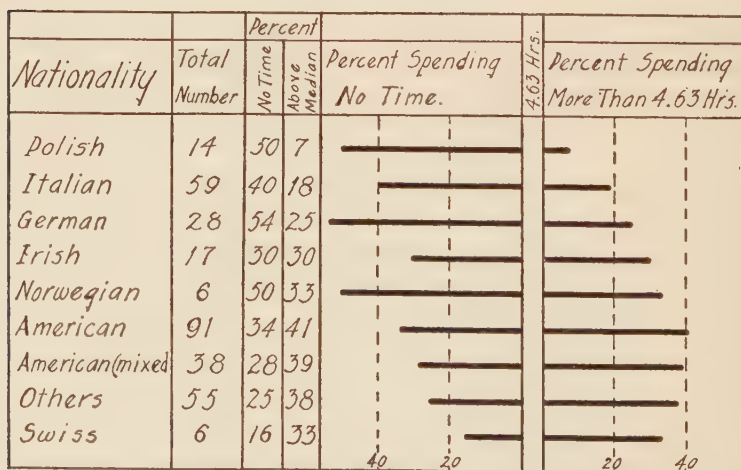 Percent
Nationality
Total Number
No Time
Above Median
Percent Spending No Time.
4.63 Hrs.
Percent Spending More Than 4.63 Hrs.
Polish 14 50 7
Italian 59 40 18
German 28 54 25
Irish 17 30 30
Norwegian 6 50 33
American 91 34 41
American (mixed 38 28 39
Others 55 25 38
Swiss 6 16 33
40 20 20 40